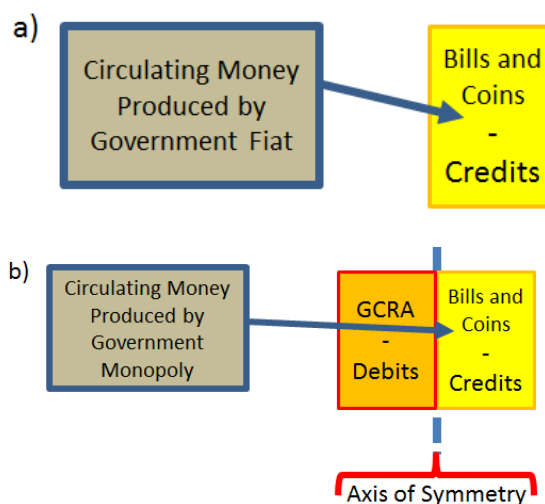 a)
Circulating Money
Produced by
Government Fiat
Bills and
Coins
-
Credits
b)
Circulating Money
Produced by
Government
Monopoly
GCRA
-
Debits
Bills and
Coins
-
Credits
Axis of Symmetry